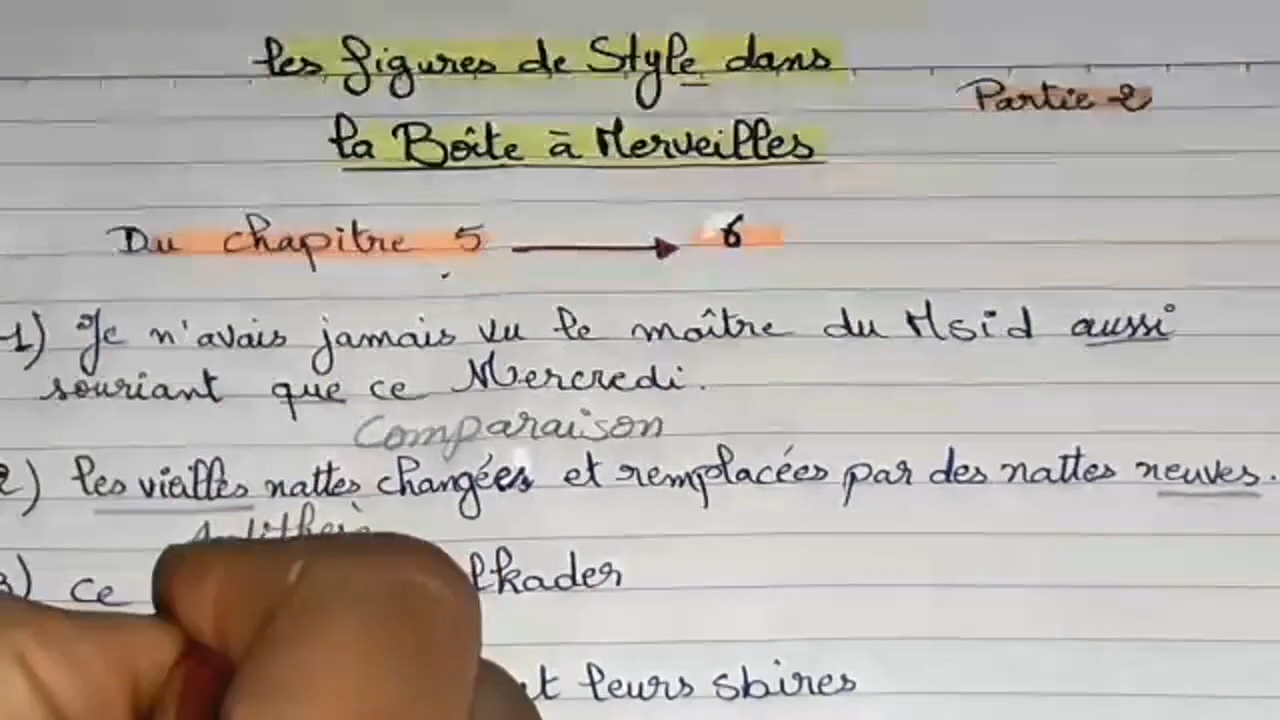 les figures de Style dans
la Boîte à Merveilles
Partie 2
Du chapitre 5 → 6
1) Je n'avais jamais vu le maître du Msid aussi
souriant que ce Mercredi.
Comparaison
2) les vieilles nattes changées et remplacées par des nattes neuves.
3) ce
leurs sbires